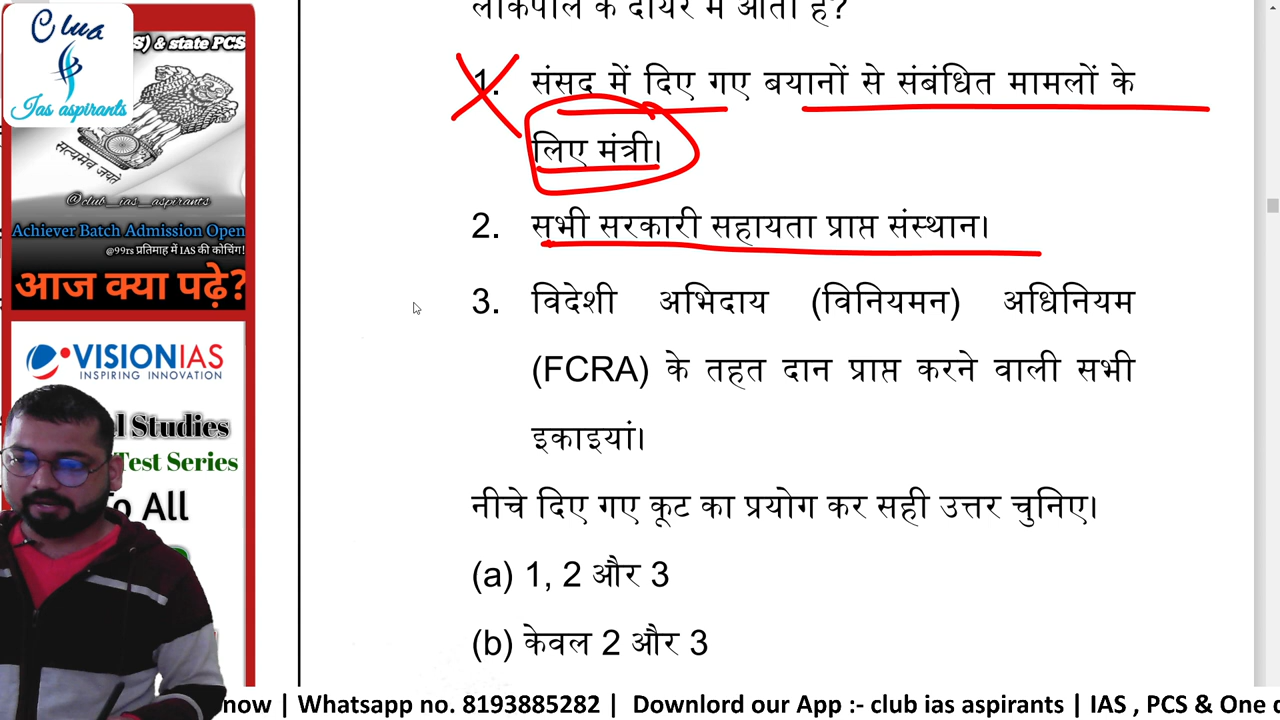 Club
Ias aspirants
S) & state PCS
सत्यमेव जयते
@club_ias_aspirants
Achiever Batch Admission Open
@99rs प्रतिमाह में IAS की कोचिंग!
आज क्या पढ़े?
VISIONIAS
INSPIRING INNOVATION
l Studies
Test Series
o All
लोकपाल के दायरे में आता है?
1. संसद में दिए गए बयानों से संबंधित मामलों के
लिए मंत्री।
2. सभी सरकारी सहायता प्राप्त संस्थान।
3. विदेशी अभिदाय (विनियमन) अधिनियम
(FCRA) के तहत दान प्राप्त करने वाली सभी
इकाइयां।
नीचे दिए गए कूट का प्रयोग कर सही उत्तर चुनिए।
(a) 1, 2 और 3
(b) केवल 2 और 3
now | Whatsapp no. 8193885282 | Downlord our App :- club ias aspirants | IAS , PCS & One